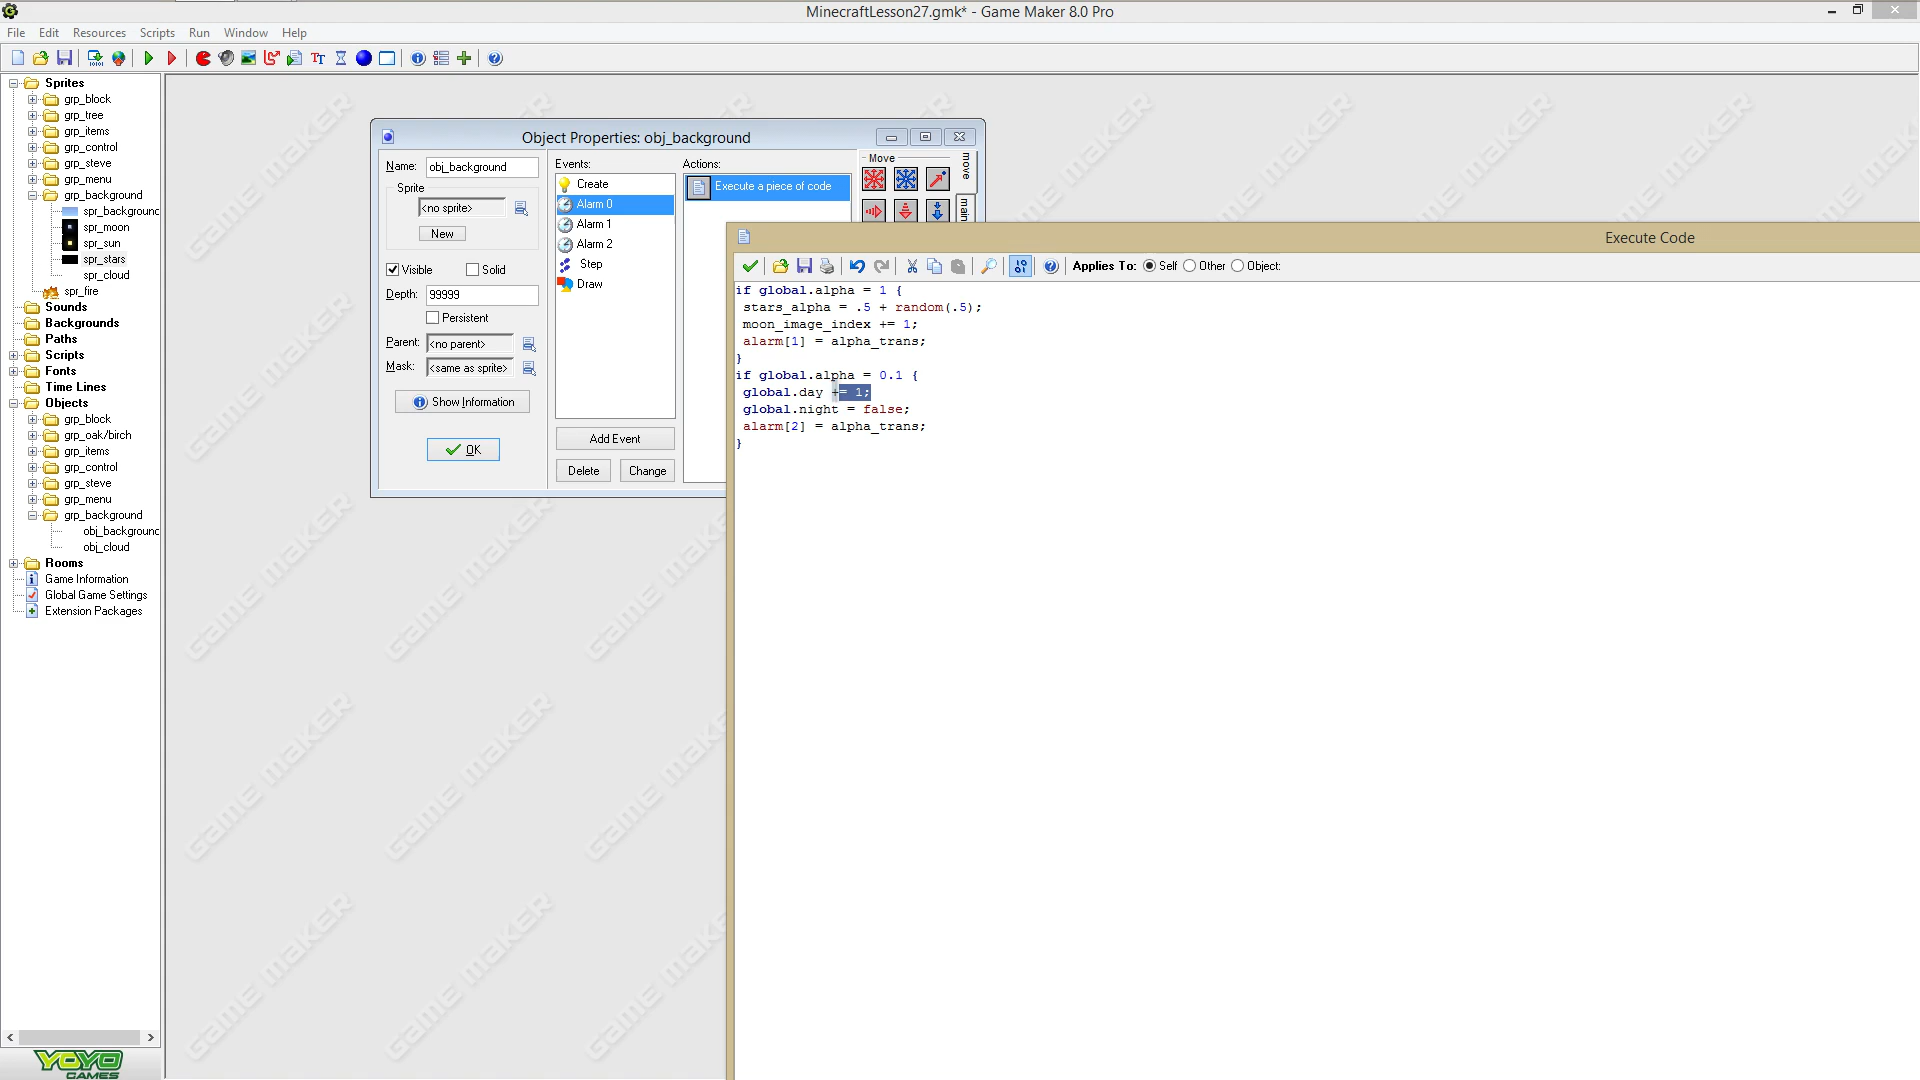 MinecraftLesson27.gmk* - Game Maker 8.0 Pro
File Edit Resources Scripts Run Window Help
Sprites
grp_block
grp_tree
grp_items
grp_control
grp_steve
grp_menu
grp_background
spr_background
spr_moon
spr_sun
spr_stars
spr_cloud
spr_fire
Sounds
Backgrounds
Paths
Scripts
Fonts
Time Lines
Objects
grp_block
grp_oak/birch
grp_items
grp_control
grp_steve
grp_menu
grp_background
obj_background
obj_cloud
Rooms
Game Information
Global Game Settings
Extension Packages
YOYO
GAMES
Object Properties: obj_background
Name: obj_background
Sprite
<no sprite>
New
Visible Solid
Depth: 99999
Persistent
Parent: <no parent>
Mask: <same as sprite>
Show Information
OK
Events:
Create
Alarm 0
Alarm 1
Alarm 2
Step
Draw
Add Event
Delete Change
Actions:
Execute a piece of code
Move
move
main
Execute Code
Applies To: Self Other Object:
if global.alpha = 1 {
stars_alpha = .5 + random(.5);
moon_image_index += 1;
alarm[1] = alpha_trans;
}
if global.alpha = 0.1 {
global.day += 1;
global.night = false;
alarm[2] = alpha_trans;
}
GAME MAKER